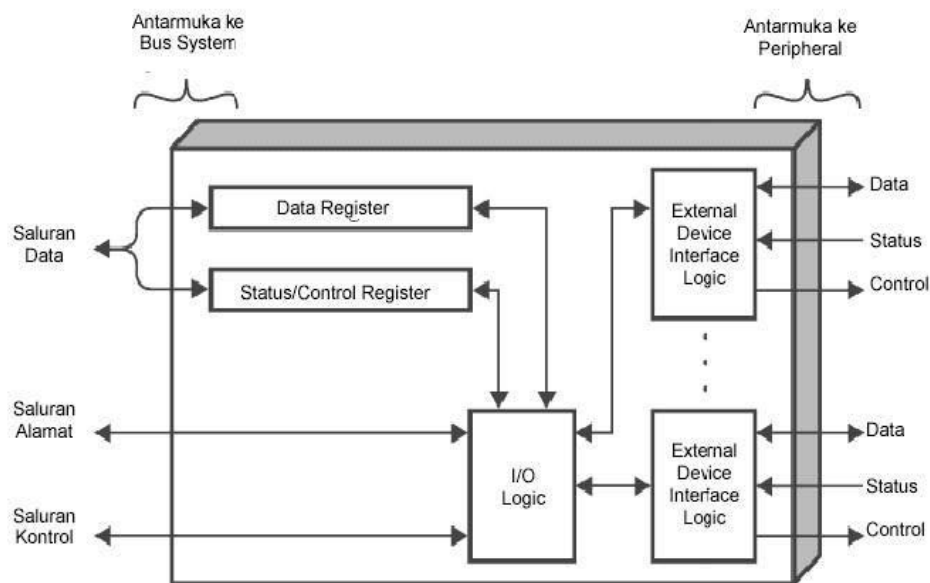 Antarmuka ke
Bus System
Antarmuka ke
Peripheral
Saluran
Data
Data Register
Status/Control Register
External
Device
Interface
Logic
Data
Status
Control
Saluran
Alamat
Saluran
Kontrol
I/O
Logic
External
Device
Interface
Logic
Data
Status
Control